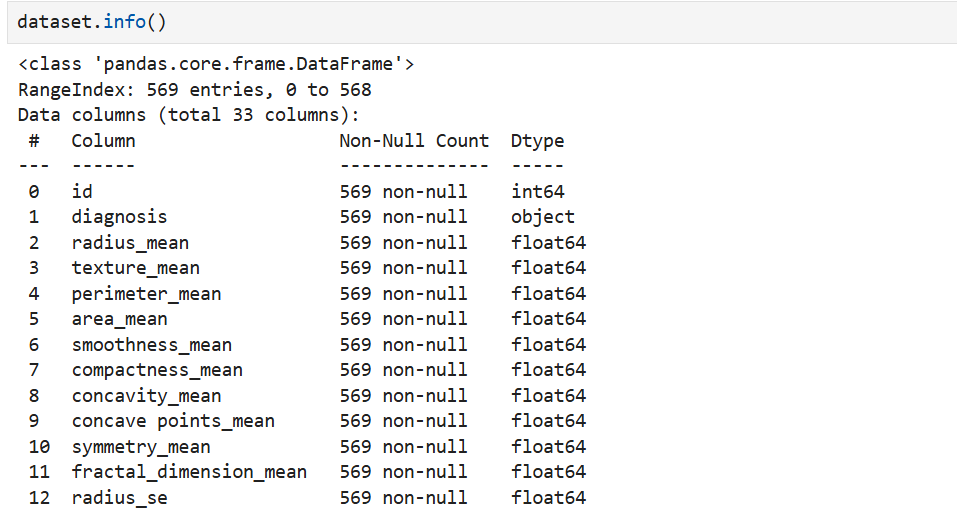 dataset.info()
<class 'pandas.core.frame.DataFrame'>
RangeIndex: 569 entries, 0 to 568
Data columns (total 33 columns):
 #   Column                   Non-Null Count  Dtype
---  ------                   --------------  -----
 0   id                       569 non-null    int64
 1   diagnosis                569 non-null    object
 2   radius_mean              569 non-null    float64
 3   texture_mean             569 non-null    float64
 4   perimeter_mean           569 non-null    float64
 5   area_mean                569 non-null    float64
 6   smoothness_mean          569 non-null    float64
 7   compactness_mean         569 non-null    float64
 8   concavity_mean           569 non-null    float64
 9   concave points_mean      569 non-null    float64
 10  symmetry_mean            569 non-null    float64
 11  fractal_dimension_mean   569 non-null    float64
 12  radius_se                569 non-null    float64